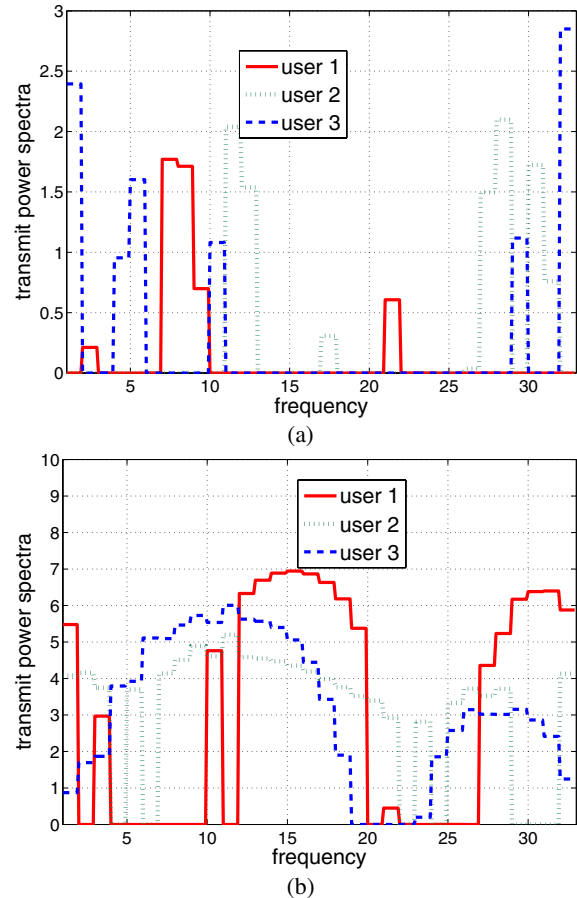 3
2.5
2
1.5
1
0.5
0
transmit power spectra
user 1
user 2
user 3
5 10 15 20 25 30
frequency
(a)
10
9
8
7
6
5
4
3
2
1
0
transmit power spectra
user 1
user 2
user 3
5 10 15 20 25 30
frequency
(b)